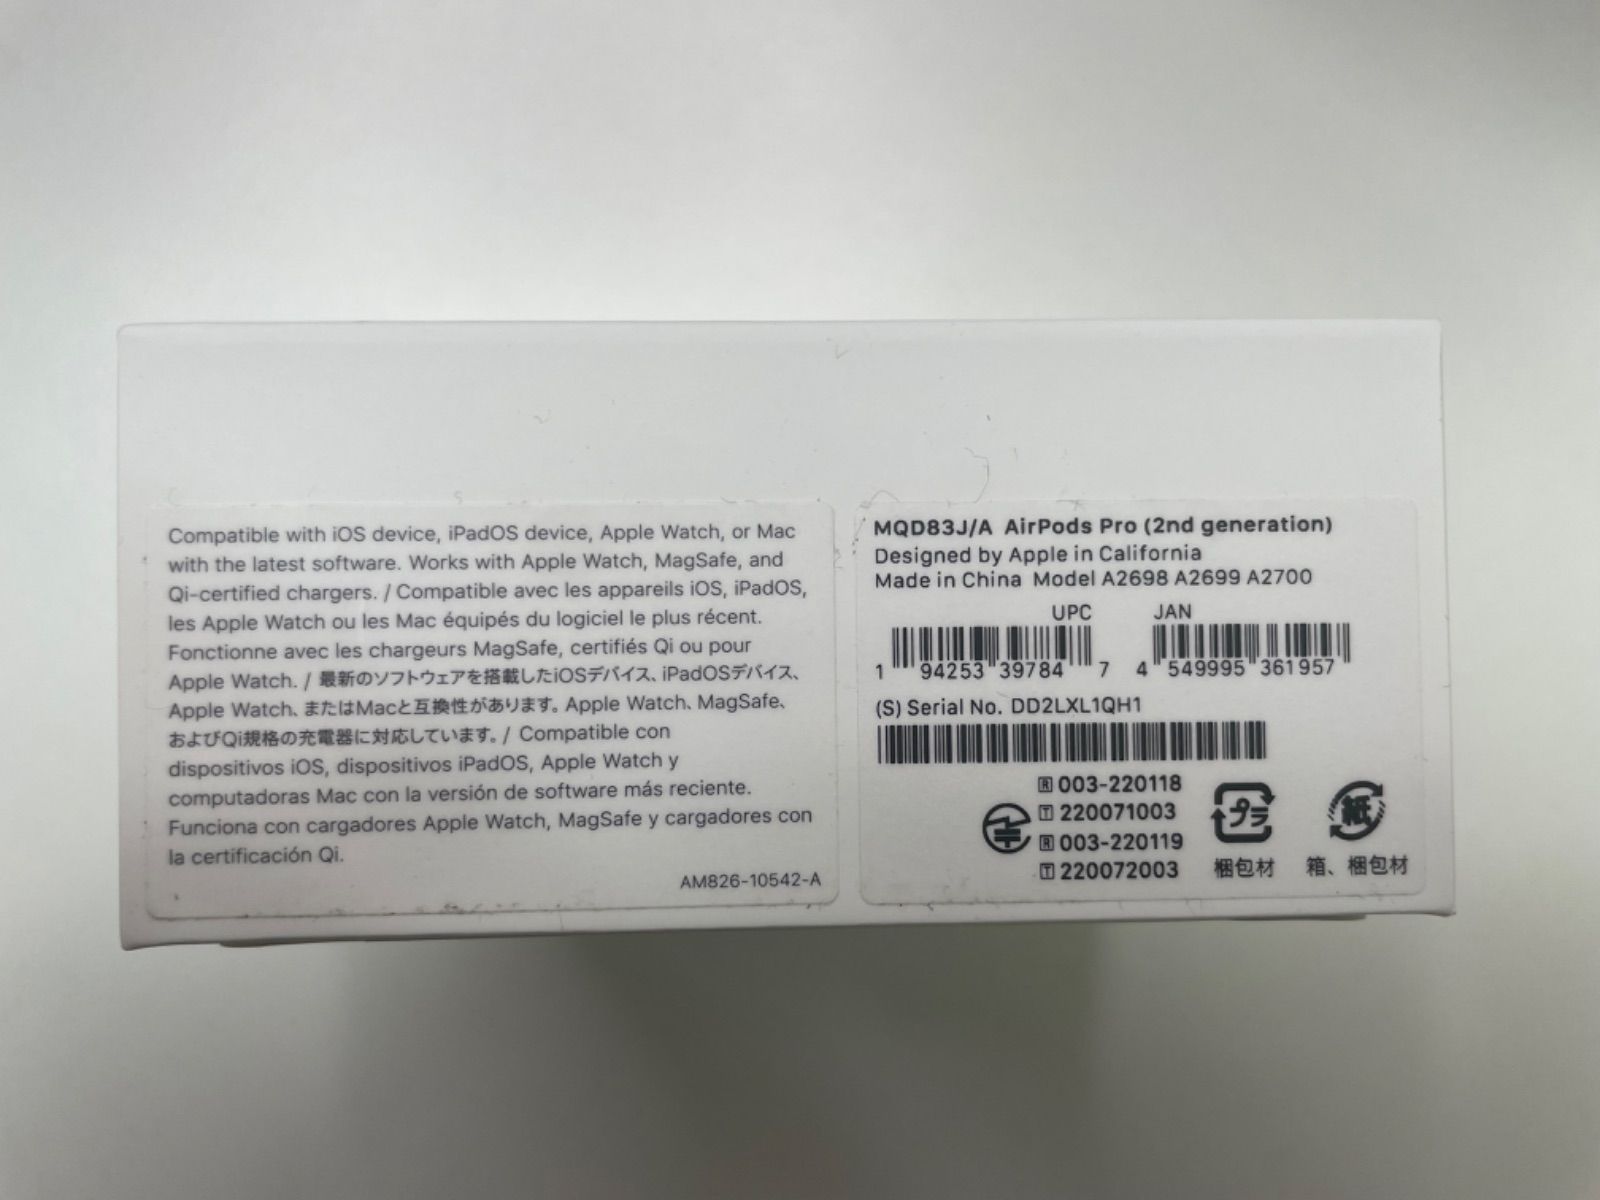 Compatible with iOS device, iPadOS device, Apple Watch, or Mac
with the latest software. Works with Apple Watch, MagSafe, and
Qi-certified chargers. / Compatible avec les appareils iOS, iPadOS,
les Apple Watch ou les Mac équipés du logiciel le plus récent.
Fonctionne avec les chargeurs MagSafe, certifiés Qi ou pour
Apple Watch. / 最新のソフトウェアを搭載したiOSデバイス、iPadOSデバイス、
Apple Watch、またはMacと互換性があります。Apple Watch、MagSafe、
およびQi規格の充電器に対応しています。/ Compatible con
dispositivos iOS, dispositivos iPadOS, Apple Watch y
computadoras Mac con la versión de software más reciente.
Funciona con cargadores Apple Watch, MagSafe y cargadores con
la certificación Qi.
AM826-10542-A
MQD83J/A AirPods Pro (2nd generation)
Designed by Apple in California
Made in China Model A2698 A2699 A2700
UPC JAN
1 94253 39784 7 4 549995 361957
(S) Serial No. DD2LXL1QH1
R 003-220118
T 220071003
R 003-220119
T 220072003
プラ
梱包材
紙
箱、梱包材